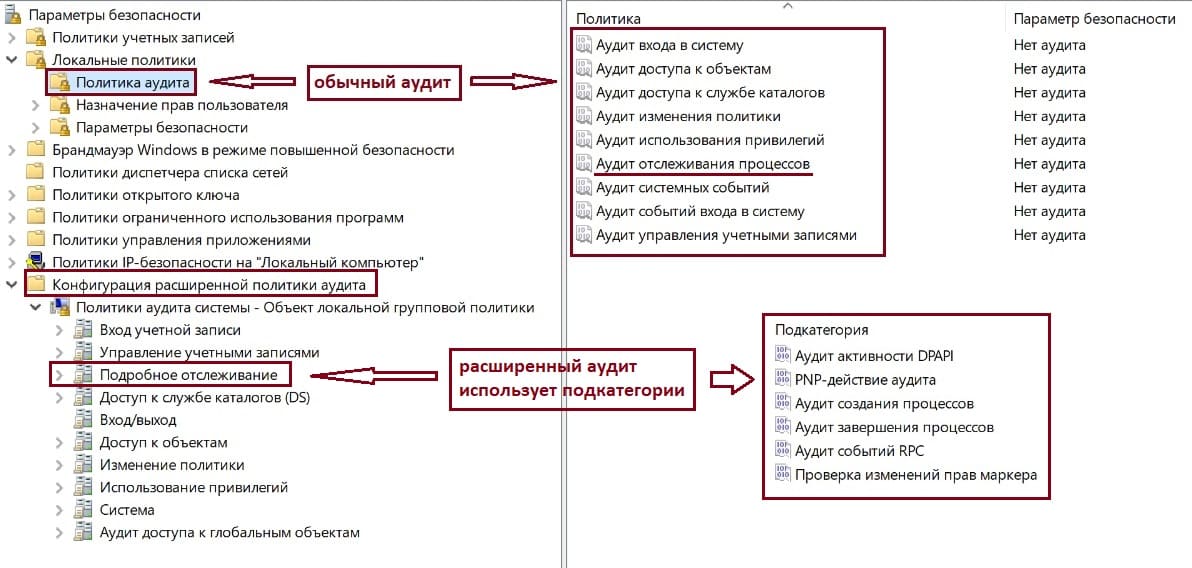 Параметры безопасности
Политики учетных записей
Локальные политики
Политика аудита
Назначение прав пользователя
Параметры безопасности
Брандмауэр Windows в режиме повышенной безопасности
Политики диспетчера списка сетей
Политики открытого ключа
Политики ограниченного использования программ
Политики управления приложениями
Политики IP-безопасности на "Локальный компьютер"
Конфигурация расширенной политики аудита
Политики аудита системы - Объект локальной групповой политики
Вход учетной записи
Управление учетными записями
Подробное отслеживание
Доступ к службе каталогов (DS)
Вход/выход
Доступ к объектам
Изменение политики
Использование привилегий
Система
Аудит доступа к глобальным объектам
обычный аудит
расширенный аудит
использует подкатегории
Политика Параметр безопасности
Аудит входа в систему Нет аудита
Аудит доступа к объектам Нет аудита
Аудит доступа к службе каталогов Нет аудита
Аудит изменения политики Нет аудита
Аудит использования привилегий Нет аудита
Аудит отслеживания процессов Нет аудита
Аудит системных событий Нет аудита
Аудит событий входа в систему Нет аудита
Аудит управления учетными записями Нет аудита
Подкатегория
Аудит активности DPAPI
PNP-действие аудита
Аудит создания процессов
Аудит завершения процессов
Аудит событий RPC
Проверка изменений прав маркера